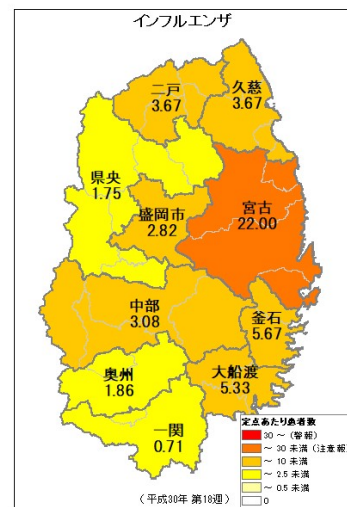 インフルエンザ
二戸
3.67
久慈
3.67
県央
1.75
盛岡市
2.82
宮古
22.00
中部
3.08
釜石
5.67
奥州
1.86
大船渡
5.33
一関
0.71
定点あたり患者数
30 ～ (警報)
～ 30 未満 (注意報)
～ 10 未満
～ 2.5 未満
～ 0.5 未満
0
(平成30年 第18週)